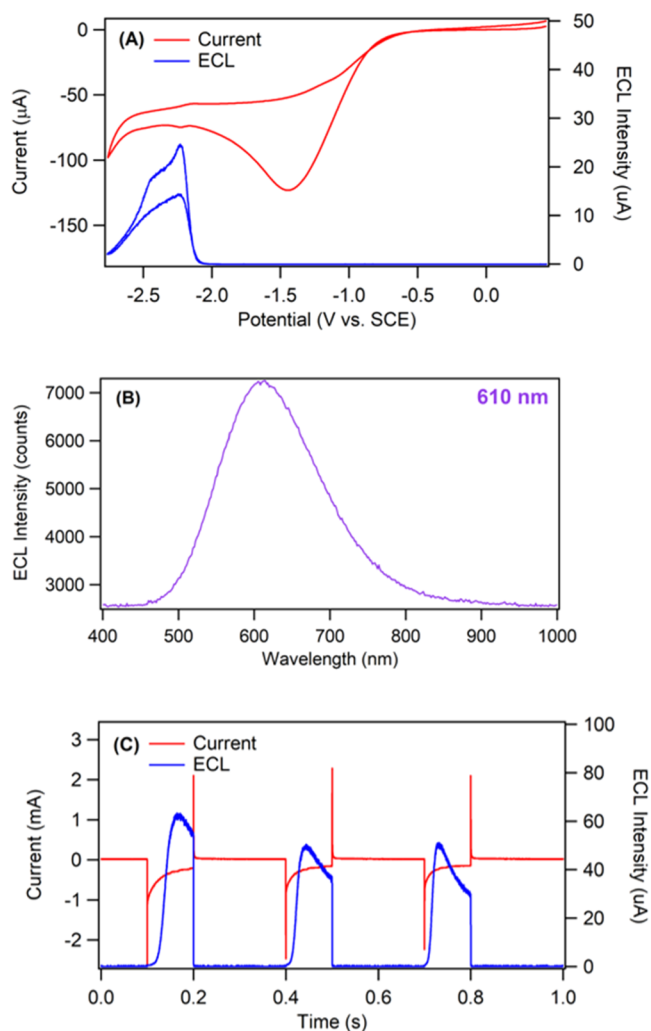 (A)
Current
ECL
0
-50
-100
-150
Current (µA)
50
40
30
20
10
0
ECL Intensity (uA)
-2.5 -2.0 -1.5 -1.0 -0.5 0.0
Potential (V vs. SCE)
(B)
610 nm
7000
6000
5000
4000
3000
ECL Intensity (counts)
400 500 600 700 800 900 1000
Wavelength (nm)
(C)
Current
ECL
3
2
1
0
-1
-2
Current (mA)
100
80
60
40
20
0
ECL Intensity (uA)
0.0 0.2 0.4 0.6 0.8 1.0
Time (s)